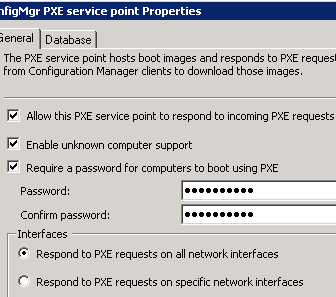 nfigMgr PXE service point Properties
General
Database
The PXE service point hosts boot images and responds to PXE request
from Configuration Manager clients to download those images.
Allow this PXE service point to respond to incoming PXE requests
Enable unknown computer support
Require a password for computers to boot using PXE
Password:
●●●●●●●●●●
Confirm password:
●●●●●●●●●●
Interfaces
Respond to PXE requests on all network interfaces
Respond to PXE requests on specific network interfaces